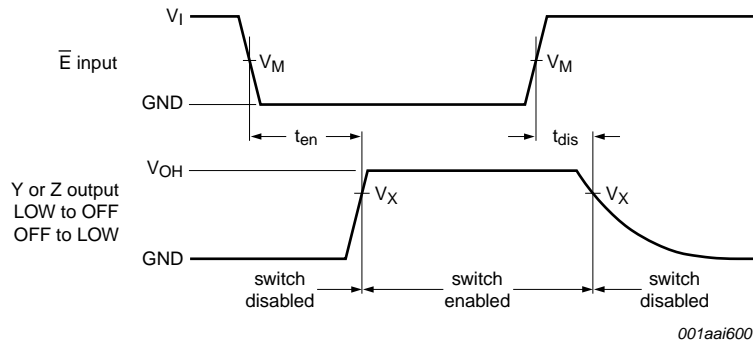 V_I
E̅ input
V_M
V_M
GND
t_en
t_dis
V_OH
Y or Z output
LOW to OFF
OFF to LOW
V_X
V_X
GND
switch
disabled
switch
enabled
switch
disabled
001aai600